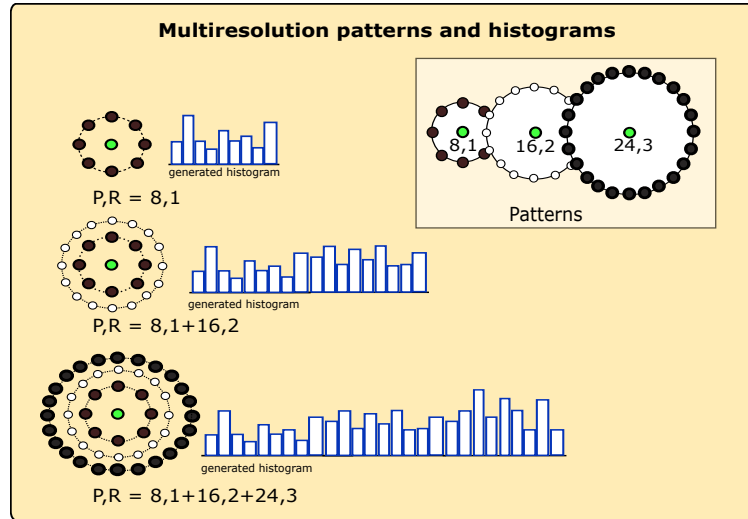 Multiresolution patterns and histograms
8,1
16,2
24,3
Patterns
generated histogram
P,R = 8,1
generated histogram
P,R = 8,1+16,2
generated histogram
P,R = 8,1+16,2+24,3